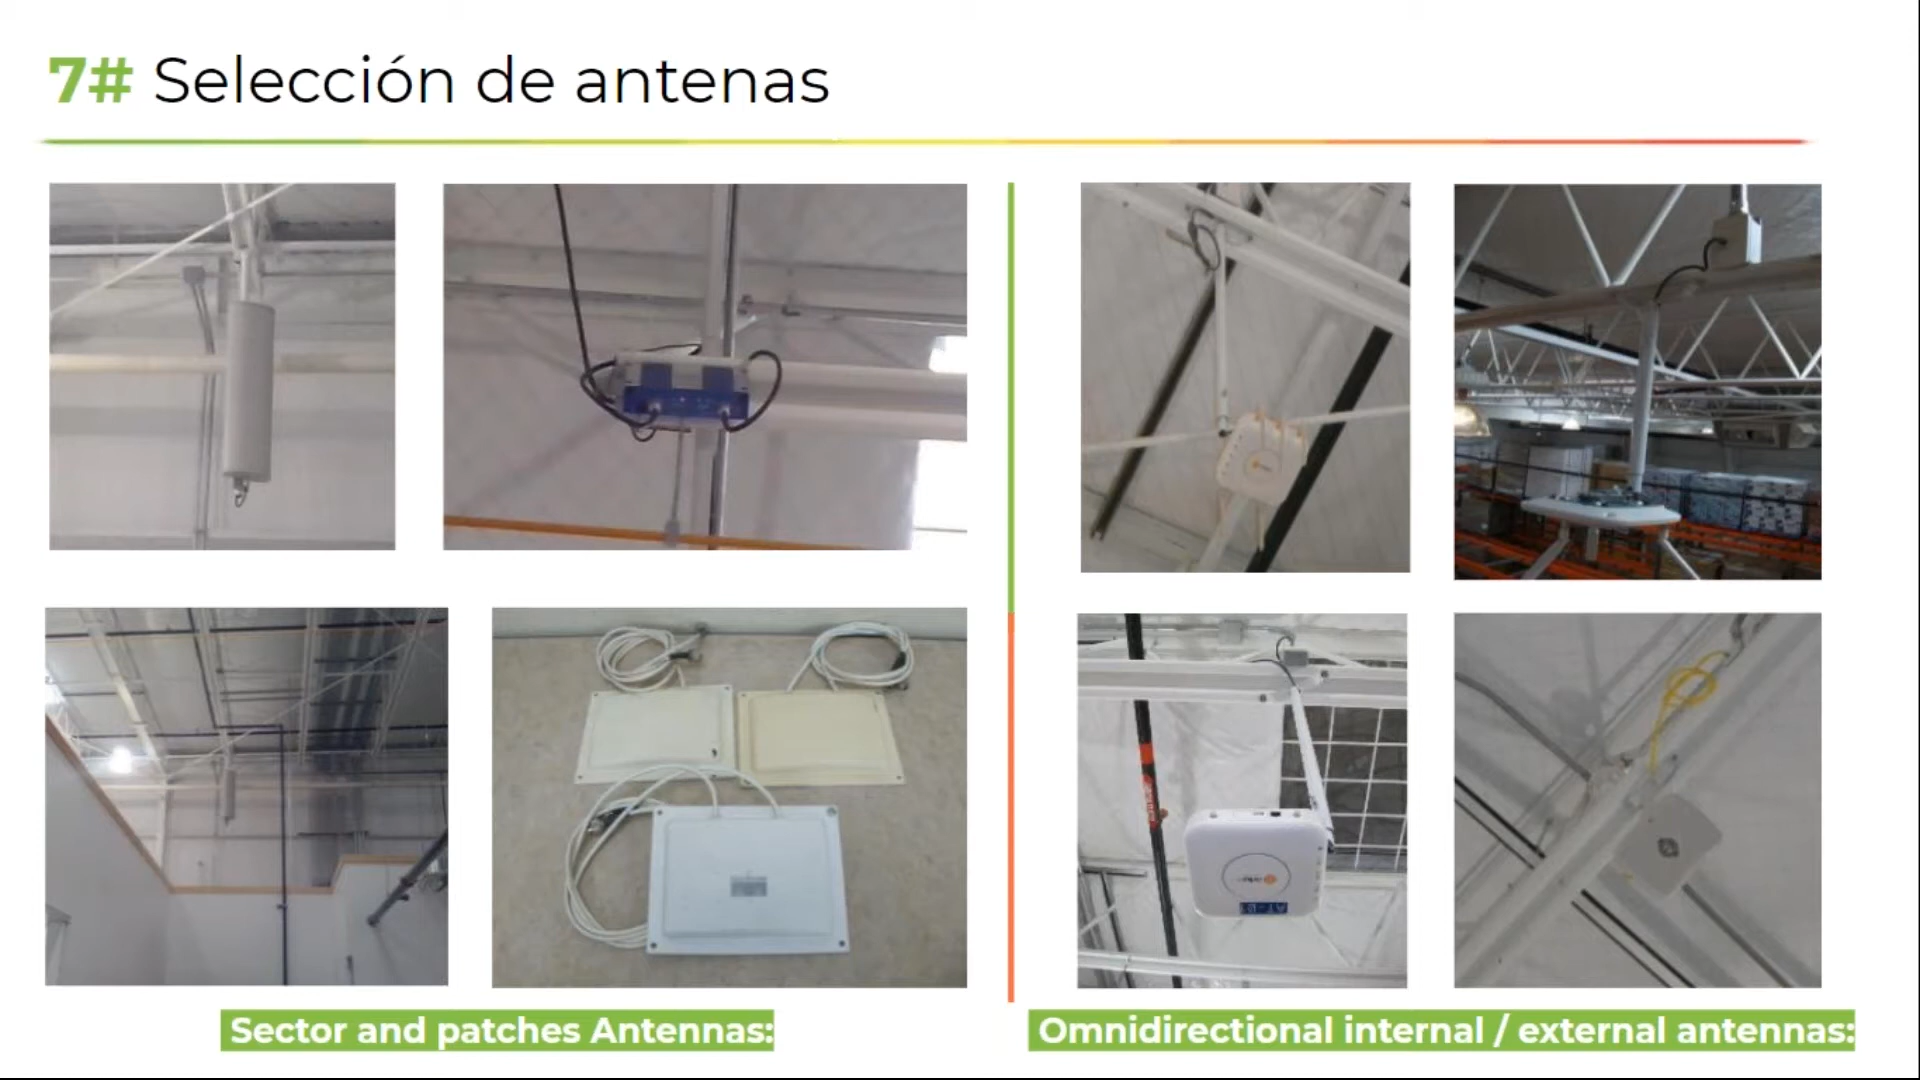 7# Selección de antenas
Sector and patches Antennas:
Omnidirectional internal / external antennas: